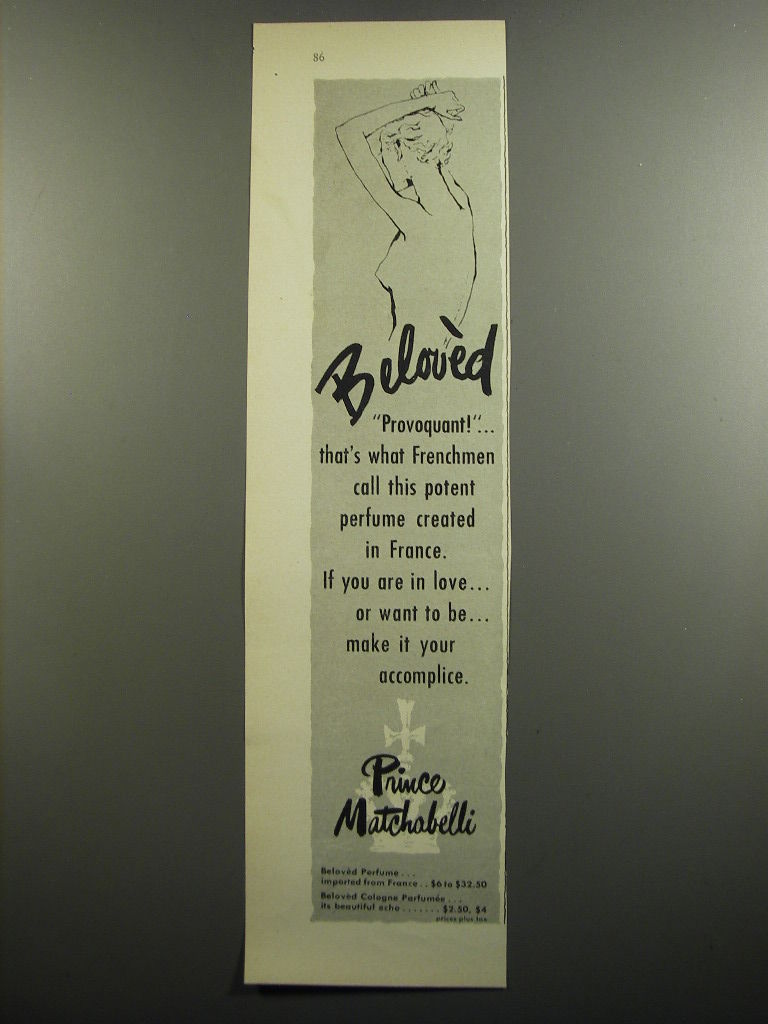 86
Belovèd
"Provoquant!"...
that's what Frenchmen
call this potent
perfume created
in France.
If you are in love...
or want to be...
make it your
accomplice.
Prince
Matchabelli
Belovèd Perfume...
imported from France.. $6 to $32.50
Belovèd Cologne Parfumée...
its beautiful echo....... $2.50, $4
prices plus tax